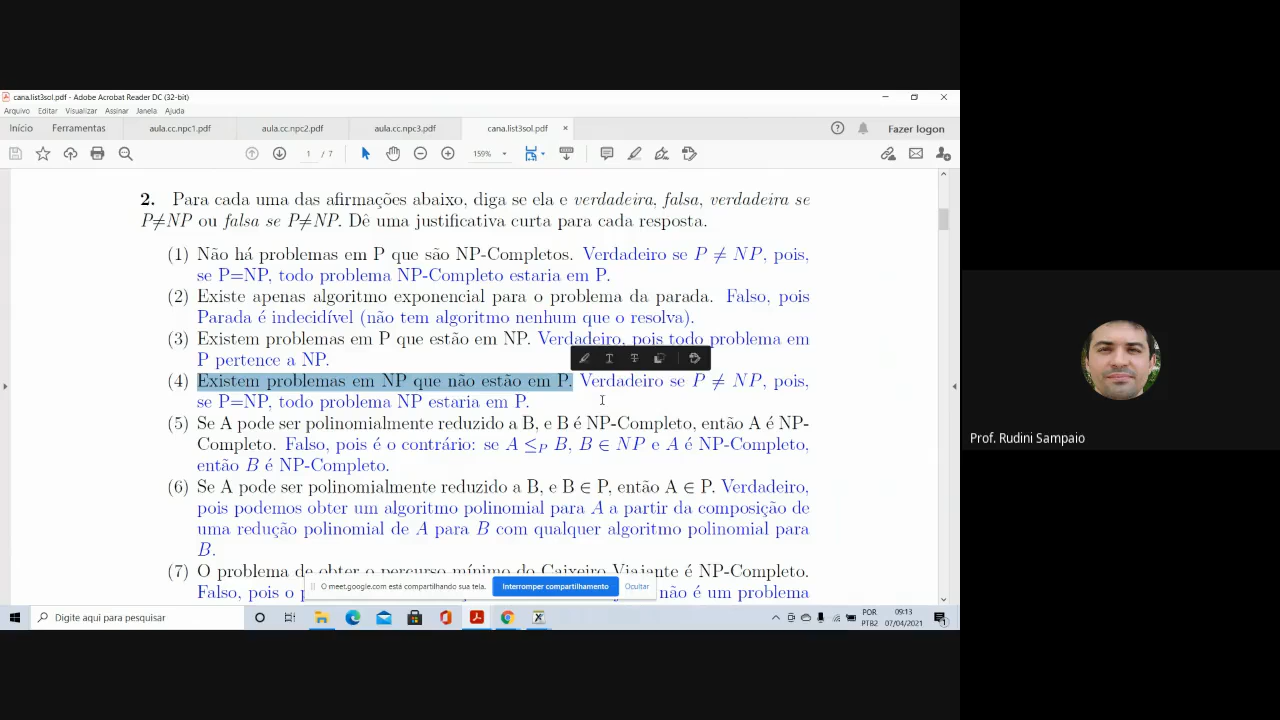 cana.list3sol.pdf - Adobe Acrobat Reader DC (32-bit)
Arquivo Editar Visualizar Assinar Janela Ajuda
Início Ferramentas aula.cc.npc1.pdf aula.cc.npc2.pdf aula.cc.npc3.pdf cana.list3sol.pdf × Fazer logon
1 / 7 159%
2. Para cada uma das afirmações abaixo, diga se ela e verdadeira, falsa, verdadeira se
P≠NP ou falsa se P≠NP. Dê uma justificativa curta para cada resposta.
(1) Não há problemas em P que são NP-Completos. Verdadeiro se P ≠ NP, pois,
se P=NP, todo problema NP-Completo estaria em P.
(2) Existe apenas algoritmo exponencial para o problema da parada. Falso, pois
Parada é indecidível (não tem algoritmo nenhum que o resolva).
(3) Existem problemas em P que estão em NP. Verdadeiro, pois todo problema em
P pertence a NP.
(4) Existem problemas em NP que não estão em P. Verdadeiro se P ≠ NP, pois,
se P=NP, todo problema NP estaria em P.
(5) Se A pode ser polinomialmente reduzido a B, e B é NP-Completo, então A é NP-
Completo. Falso, pois é o contrário: se A ≤P B, B ∈ NP e A é NP-Completo,
então B é NP-Completo.
(6) Se A pode ser polinomialmente reduzido a B, e B ∈ P, então A ∈ P. Verdadeiro,
pois podemos obter um algoritmo polinomial para A a partir da composição de
uma redução polinomial de A para B com qualquer algoritmo polinomial para
B.
(7) O problema de obter o percurso mínimo do Caixeiro Viajante é NP-Completo.
Falso, pois o p não é um problema
O meet.google.com está compartilhando sua tela. Interromper compartilhamento Ocultar
Digite aqui para pesquisar
POR
PTB2
09:13
07/04/2021
Prof. Rudini Sampaio